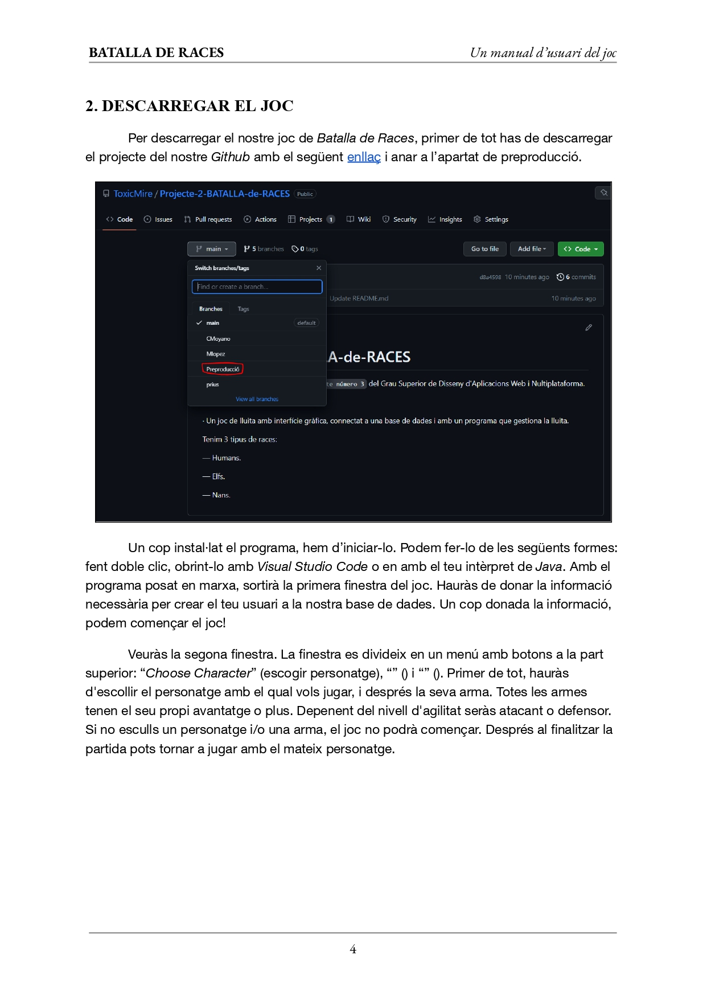 BATALLA DE RACES
Un manual d’usuari del joc
2. DESCARREGAR EL JOC
Per descarregar el nostre joc de Batalla de Races, primer de tot has de descarregar
el projecte del nostre Github amb el següent enllaç i anar a l’apartat de preproducció.
ToxicMire / Projecte-2-BATALLA-de-RACES Public
Code Issues Pull requests Actions Projects 1 Wiki Security Insights Settings
main 5 branches 0 tags Go to file Add file Code
Switch branches/tags
d8a4598 10 minutes ago 6 commits
Find or create a branch...
Update README.md 10 minutes ago
Branches Tags
main default
CMoyano
Mlopez
A-de-RACES
Preproducció
prius
te número 3 del Grau Superior de Disseny d'Aplicacions Web i Nultiplataforma.
View all branches
· Un joc de lluita amb interfície gràfica, connectat a una base de dades i amb un programa que gestiona la lluita.
Tenim 3 tipus de races:
— Humans.
— Elfs.
— Nans.
Un cop instal·lat el programa, hem d’iniciar-lo. Podem fer-lo de les següents formes:
fent doble clic, obrint-lo amb Visual Studio Code o en amb el teu intèrpret de Java. Amb el
programa posat en marxa, sortirà la primera finestra del joc. Hauràs de donar la informació
necessària per crear el teu usuari a la nostra base de dades. Un cop donada la informació,
podem començar el joc!
Veuràs la segona finestra. La finestra es divideix en un menú amb botons a la part
superior: “Choose Character” (escogir personatge), “” () i “” (). Primer de tot, hauràs
d'escollir el personatge amb el qual vols jugar, i després la seva arma. Totes les armes
tenen el seu propi avantatge o plus. Depenent del nivell d'agilitat seràs atacant o defensor.
Si no esculls un personatge i/o una arma, el joc no podrà començar. Després al finalitzar la
partida pots tornar a jugar amb el mateix personatge.
4